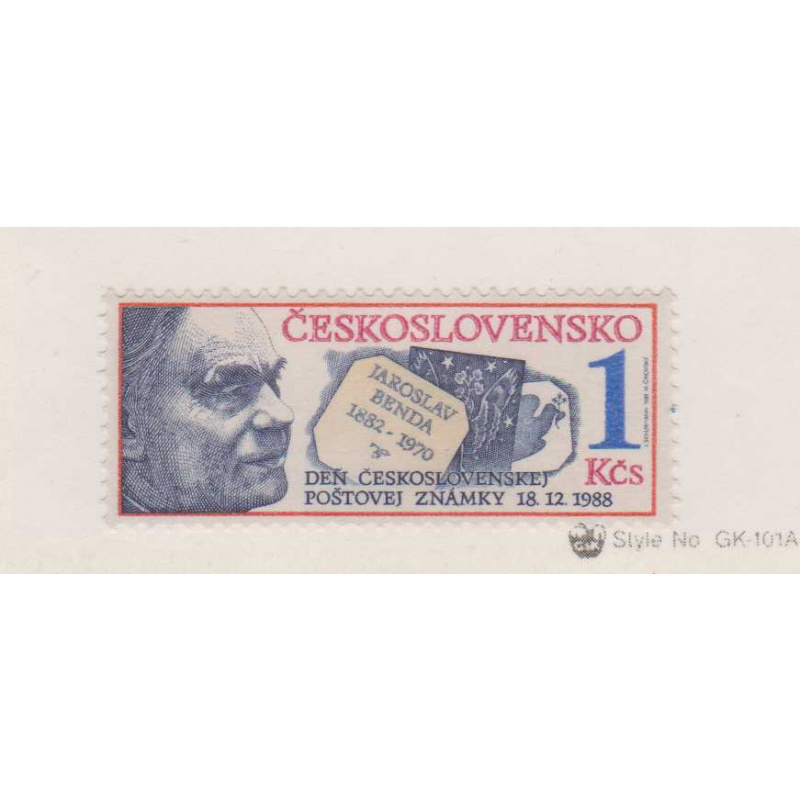 ČESKOSLOVENSKO
JAROSLAV
BENDA
1882 - 1970
1
Kčs
DEŇ ČESKOSLOVENSKEJ
POŠTOVEJ ZNÁMKY 18. 12. 1988
Style No GK-101A